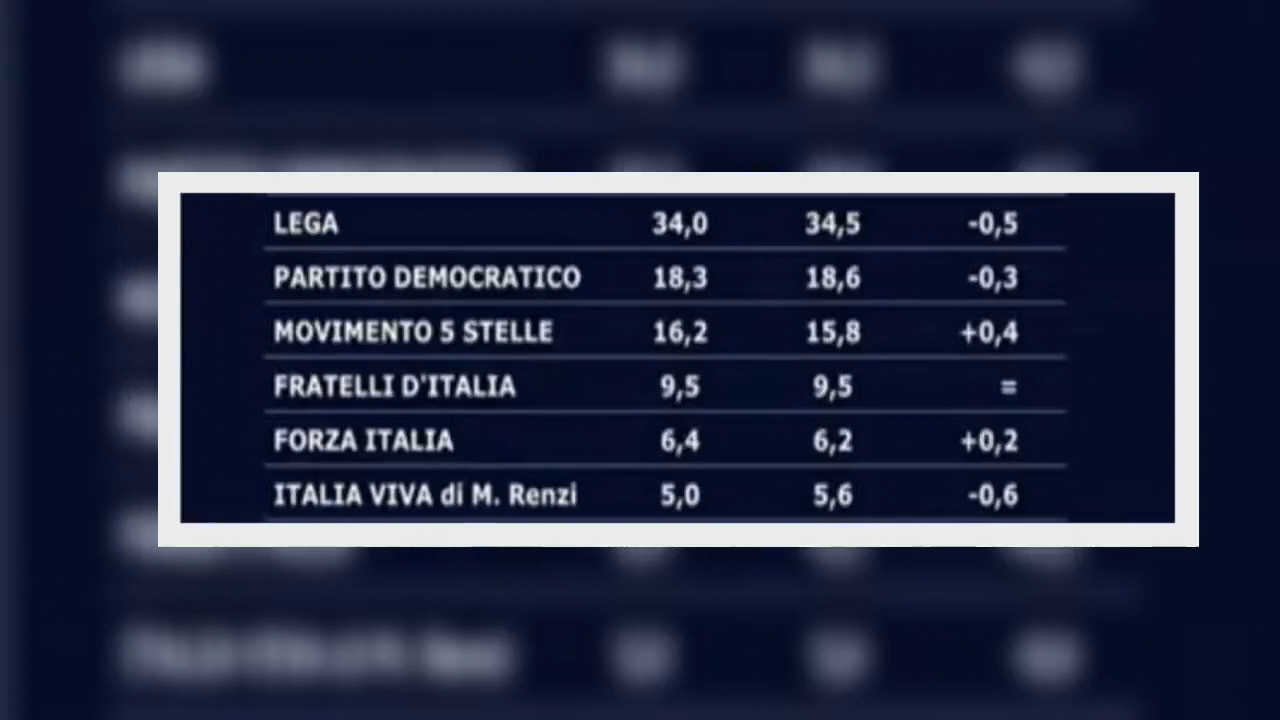 LEGA 34,0 34,5 -0,5
PARTITO DEMOCRATICO 18,3 18,6 -0,3
MOVIMENTO 5 STELLE 16,2 15,8 +0,4
FRATELLI D'ITALIA 9,5 9,5 =
FORZA ITALIA 6,4 6,2 +0,2
ITALIA VIVA di M. Renzi 5,0 5,6 -0,6